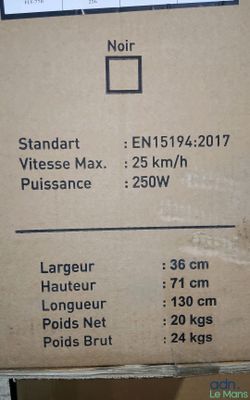 Noir
Standart : EN15194:2017
Vitesse Max. : 25 km/h
Puissance : 250W
Largeur : 36 cm
Hauteur : 71 cm
Longueur : 130 cm
Poids Net : 20 kgs
Poids Brut : 24 kgs
adn
Le Mans